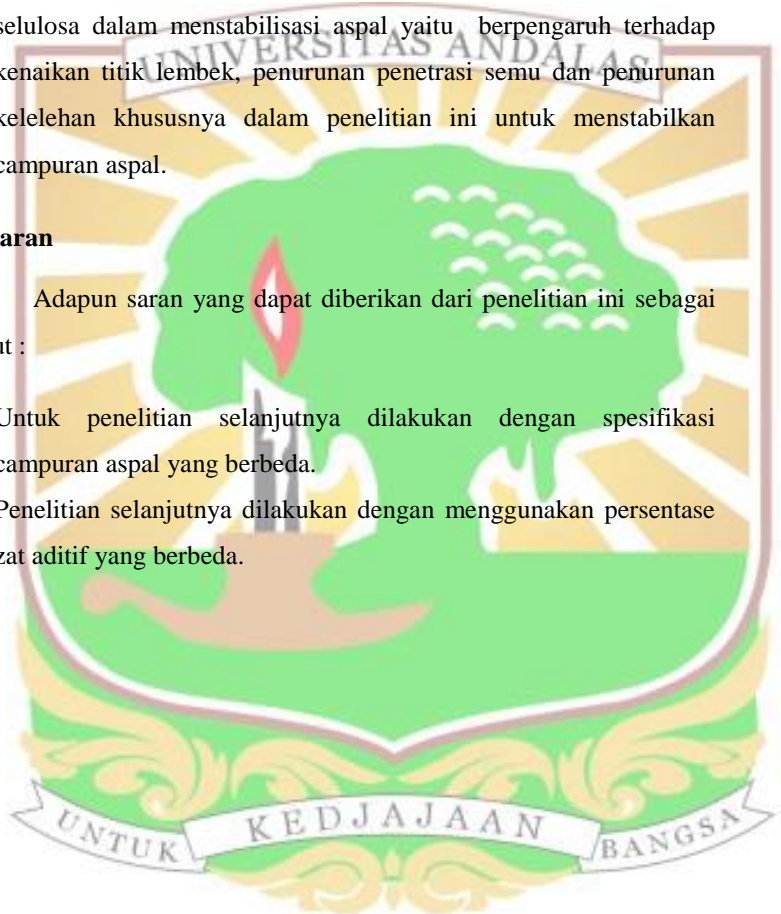 selulosa dalam menstabilisasi aspal yaitu berpengaruh terhadap
UNIVERSITAS ANDALAS
kenaikan titik lembek, penurunan penetrasi semu dan penurunan
kelelehan khususnya dalam penelitian ini untuk menstabilkan
campuran aspal.
aran
Adapun saran yang dapat diberikan dari penelitian ini sebagai
ut :
Untuk penelitian selanjutnya dilakukan dengan spesifikasi
campuran aspal yang berbeda.
Penelitian selanjutnya dilakukan dengan menggunakan persentase
zat aditif yang berbeda.
UNTUK KEDJAJAAN BANGSA